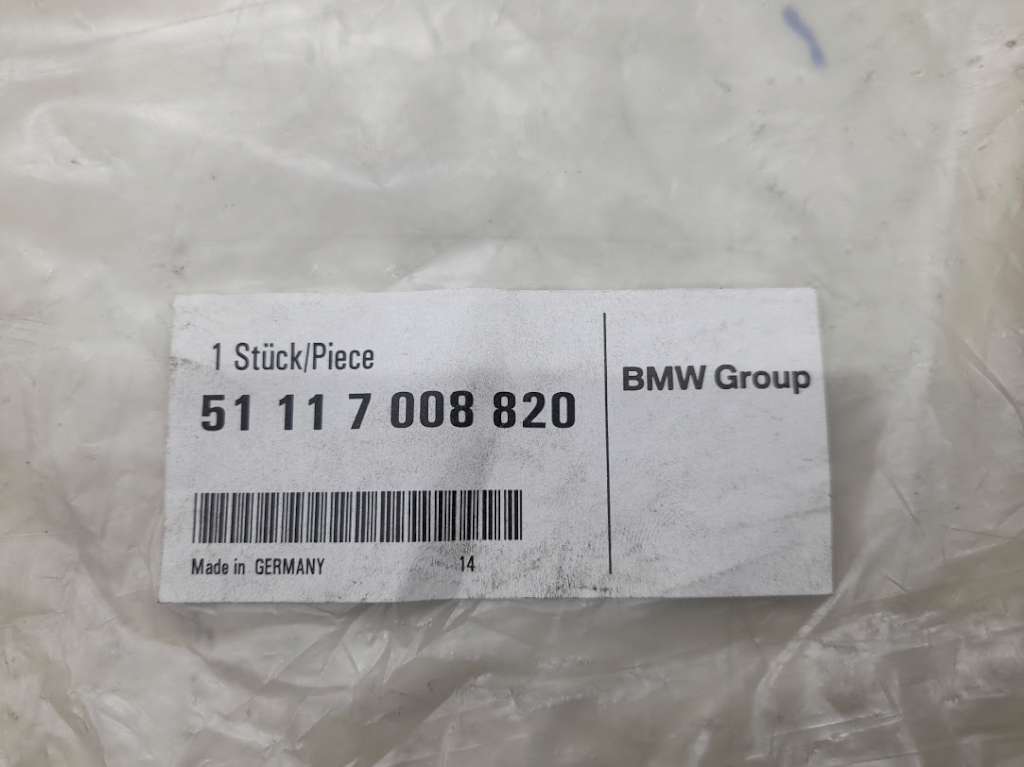 1 Stück/Piece
51 11 7 008 820
BMW Group
Made in GERMANY 14